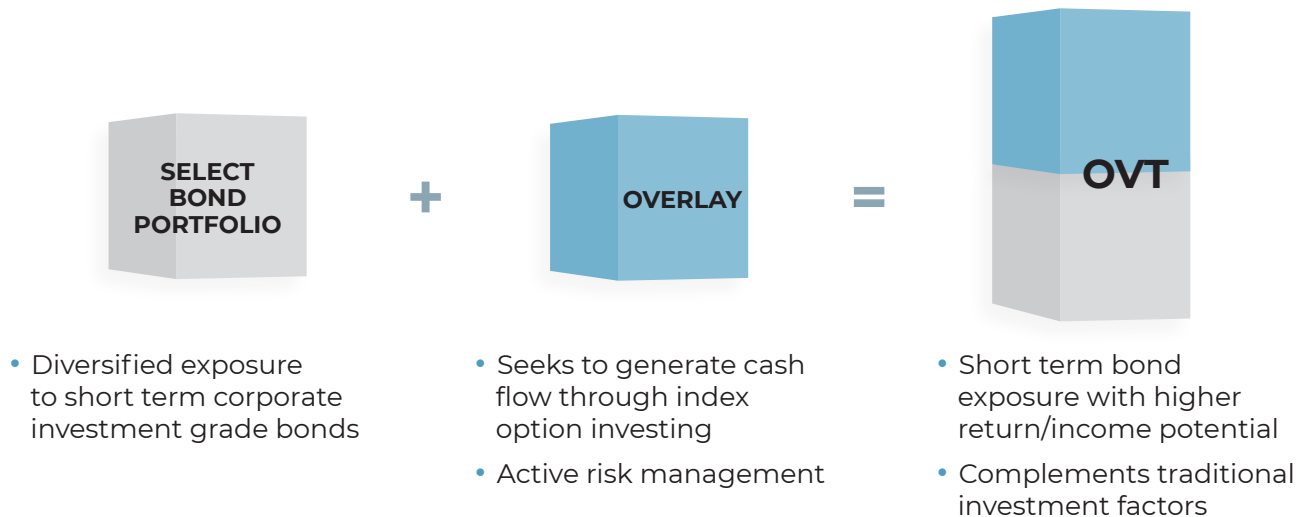 SELECT
BOND
PORTFOLIO
+
OVERLAY
=
OVT
• Diversified exposure
to short term corporate
investment grade bonds
• Seeks to generate cash
flow through index
option investing
• Active risk management
• Short term bond
exposure with higher
return/income potential
• Complements traditional
investment factors